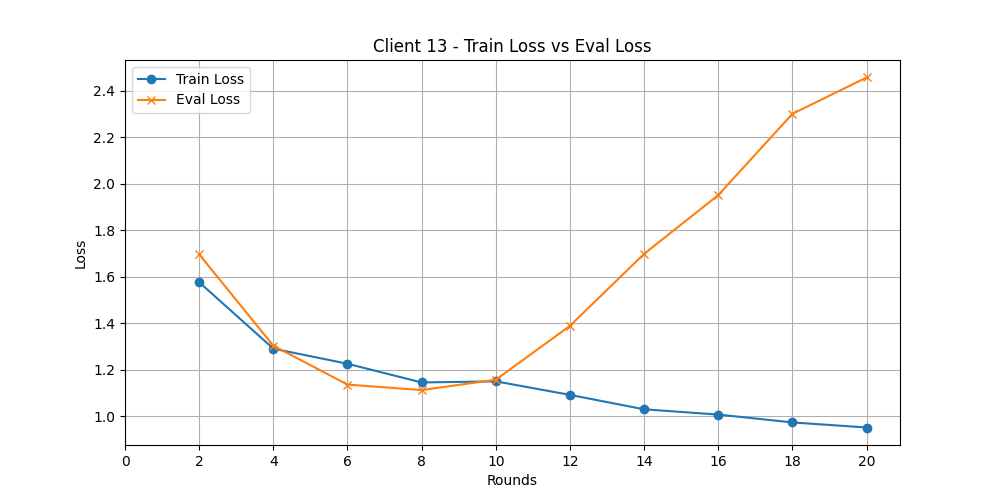 Client 13 - Train Loss vs Eval Loss
Train Loss
Eval Loss
2.4
2.2
2.0
1.8
1.6
1.4
1.2
1.0
Loss
0 2 4 6 8 10 12 14 16 18 20
Rounds